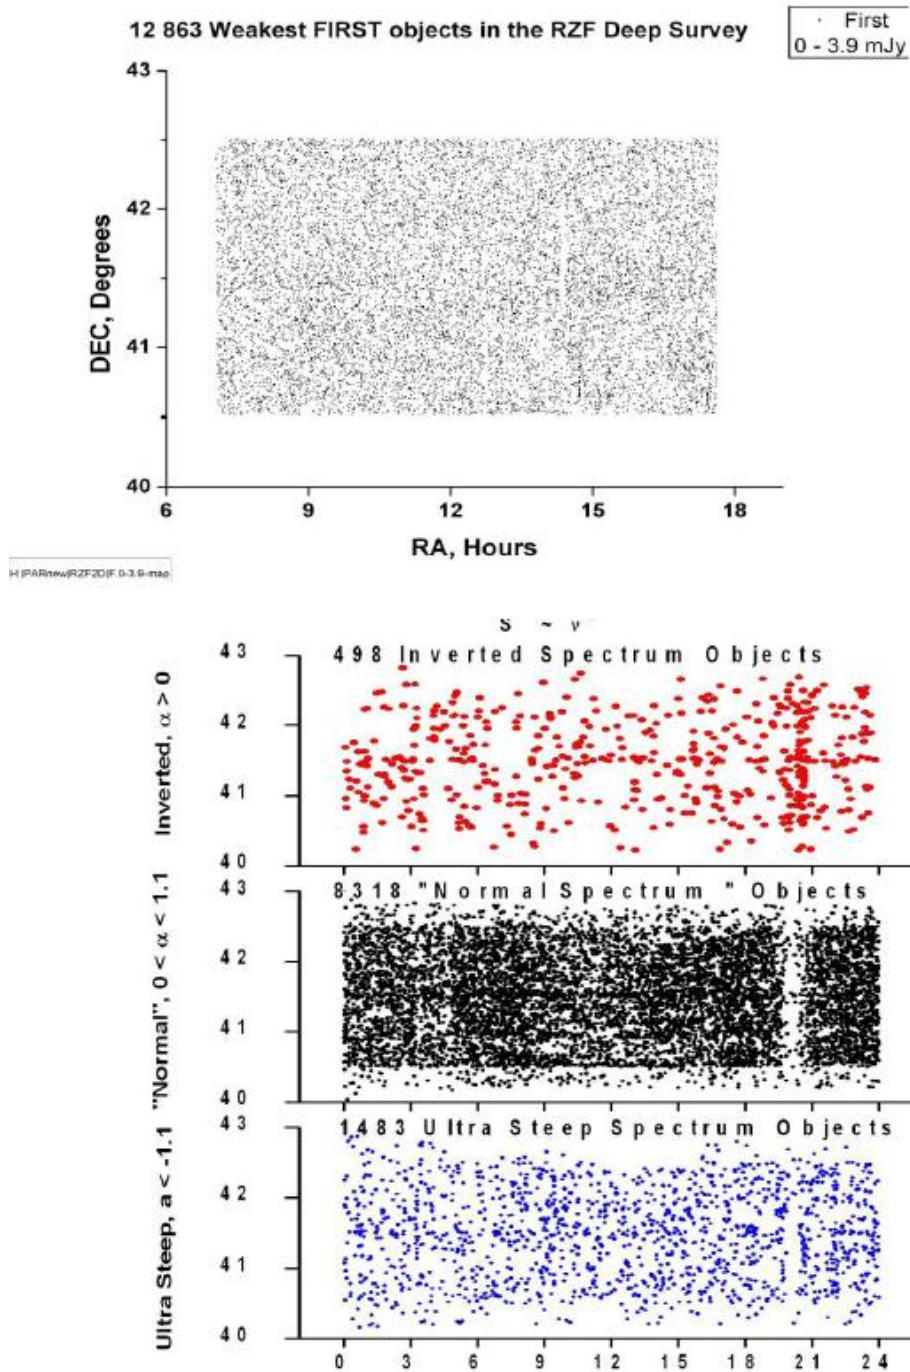 12 863 Weakest FIRST objects in the RZF Deep Survey
· First
0 - 3.9 mJy
43
42
41
40
DEC, Degrees
6 9 12 15 18
RA, Hours
S ~ ν
498 Inverted Spectrum Objects
43
42
41
40
Inverted, α > 0
8318 "Normal Spectrum " Objects
43
42
41
40
"Normal", 0 < α < 1.1
1483 Ultra Steep Spectrum Objects
43
42
41
40
Ultra Steep, a < -1.1
0 3 6 9 12 15 18 21 24